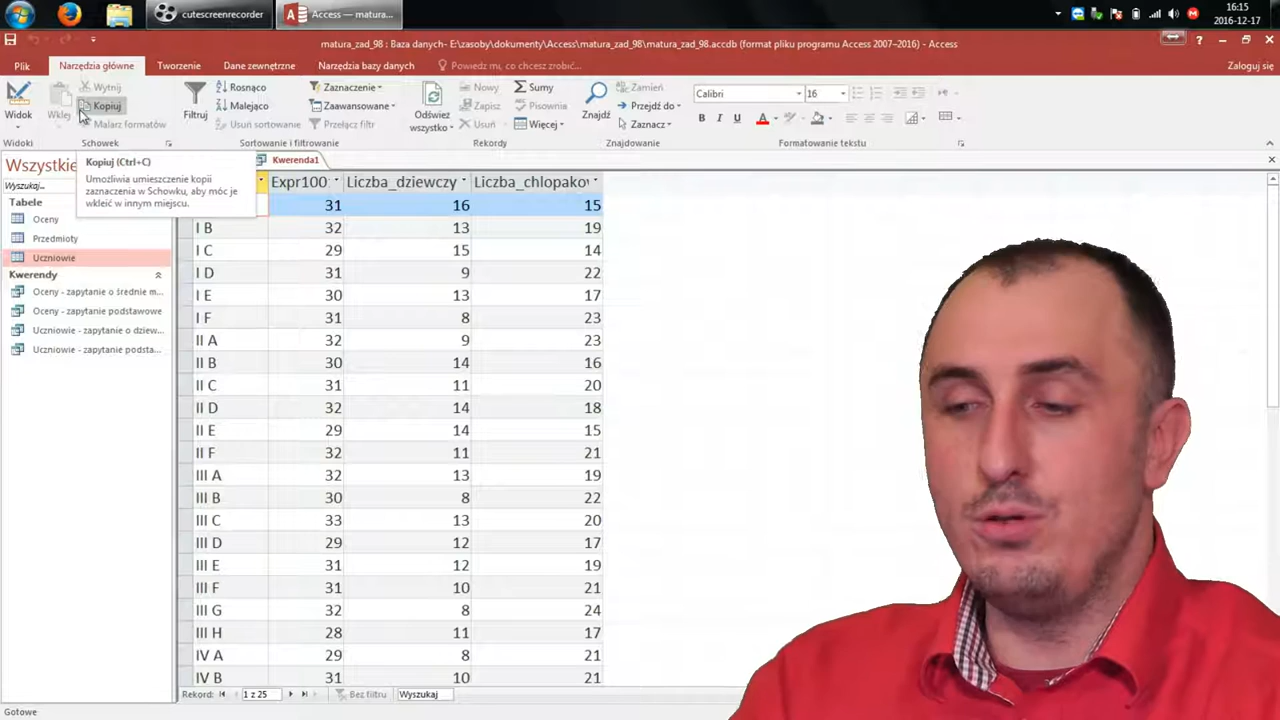 cutescreenrecorder
Access — matura...
16:15
2016-12-17
matura_zad_98 : Baza danych- E:\zasoby\dokumenty\Access\matura_zad_98\matura_zad_98.accdb (format pliku programu Access 2007–2016) - Access
Plik Narzędzia główne Tworzenie Dane zewnętrzne Narzędzia bazy danych Powiedz mi, co chcesz zrobić... Zaloguj się
Widok
Wklej
Wytnij
Kopiuj
Malarz formatów
Filtruj
Rosnąco
Malejąco
Usuń sortowanie
Zaznaczenie
Zaawansowane
Przełącz filtr
Odśwież
wszystko
Nowy
Zapisz
Usuń
Sumy
Pisownia
Więcej
Znajdź
Zamień
Przejdź do
Zaznacz
Calibri 16
B I U A
Widoki Schowek Sortowanie i filtrowanie Rekordy Znajdowanie Formatowanie tekstu
Kopiuj (Ctrl+C)
Umożliwia umieszczenie kopii
zaznaczenia w Schowku, aby móc je
wkleić w innym miejscu.
Wszystkie
Wyszukaj...
Tabele
Oceny
Przedmioty
Uczniowie
Kwerendy
Oceny - zapytanie o średnie m...
Oceny - zapytanie podstawowe
Uczniowie - zapytanie o dziew...
Uczniowie - zapytanie podsta...
Kwerenda1
Expr100 Liczba_dziewczy Liczba_chlopako
31 16 15
I B 32 13 19
I C 29 15 14
I D 31 9 22
I E 30 13 17
I F 31 8 23
II A 32 9 23
II B 30 14 16
II C 31 11 20
II D 32 14 18
II E 29 14 15
II F 32 11 21
III A 32 13 19
III B 30 8 22
III C 33 13 20
III D 29 12 17
III E 31 12 19
III F 31 10 21
III G 32 8 24
III H 28 11 17
IV A 29 8 21
IV B 31 10 21
Rekord: 1 z 25 Bez filtru Wyszukaj
Gotowe